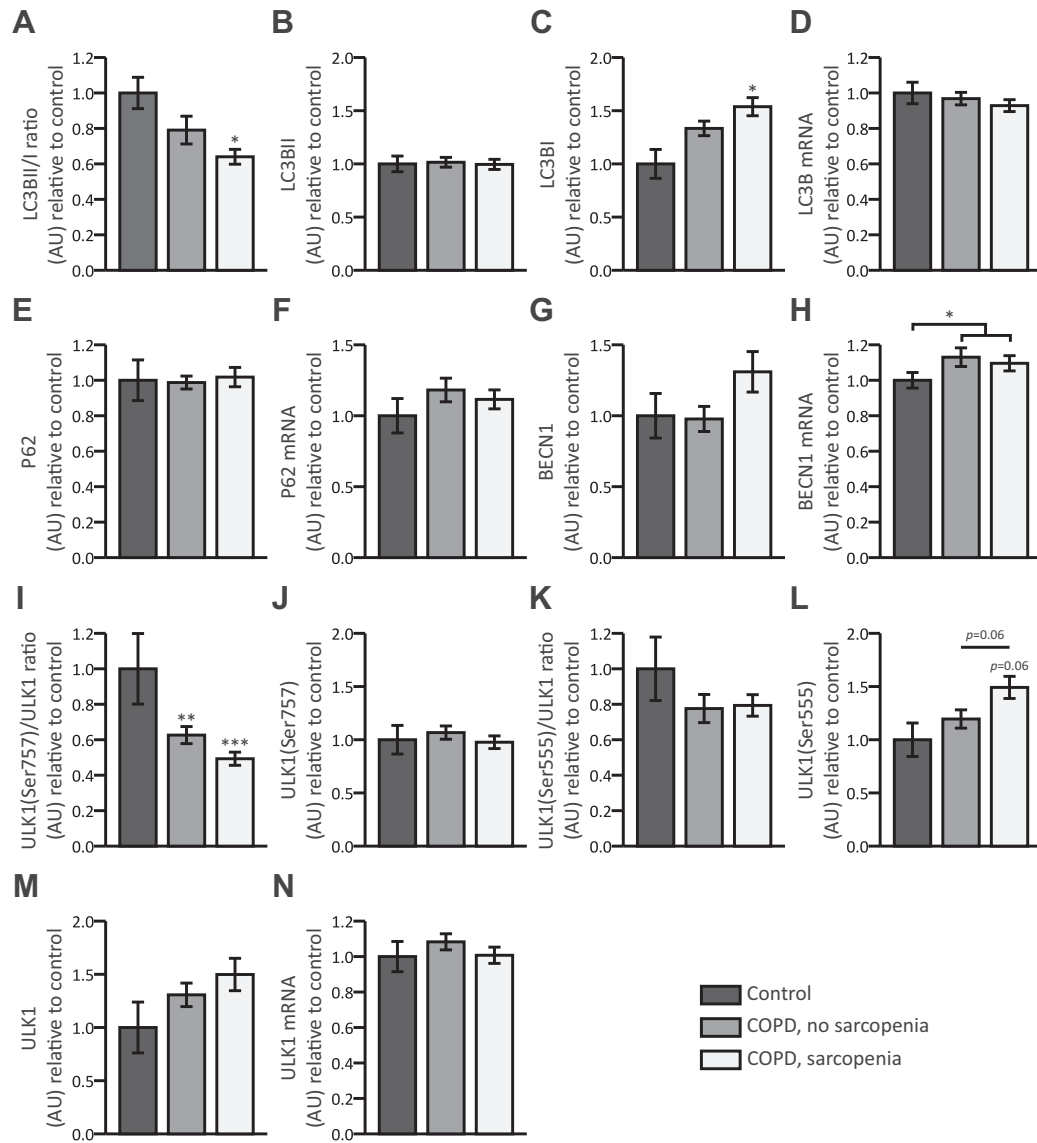 A
LC3BII/I ratio
(AU) relative to control
1.2
1.0
0.8
0.6
0.4
0.2
0.0
*
B
LC3BII
(AU) relative to control
2.0
1.5
1.0
0.5
0.0
C
LC3BI
(AU) relative to control
2.0
1.5
1.0
0.5
0.0
*
D
LC3B mRNA
(AU) relative to control
1.2
1.0
0.8
0.6
0.4
0.2
0.0
E
P62
(AU) relative to control
1.2
1.0
0.8
0.6
0.4
0.2
0.0
F
P62 mRNA
(AU) relative to control
1.5
1.0
0.5
0.0
G
BECN1
(AU) relative to control
1.5
1.0
0.5
0.0
H
BECN1 mRNA
(AU) relative to control
1.2
1.0
0.8
0.6
0.4
0.2
0.0
*
I
ULK1(Ser757)/ULK1 ratio
(AU) relative to control
1.2
1.0
0.8
0.6
0.4
0.2
0.0
**
***
J
ULK1(Ser757)
(AU) relative to control
2.0
1.5
1.0
0.5
0.0
K
ULK1(Ser555)/ULK1 ratio
(AU) relative to control
1.2
1.0
0.8
0.6
0.4
0.2
0.0
L
ULK1(Ser555)
(AU) relative to control
2.0
1.5
1.0
0.5
0.0
p=0.06
p=0.06
M
ULK1
(AU) relative to control
2.0
1.5
1.0
0.5
0.0
N
ULK1 mRNA
(AU) relative to control
1.2
1.0
0.8
0.6
0.4
0.2
0.0
Control
COPD, no sarcopenia
COPD, sarcopenia